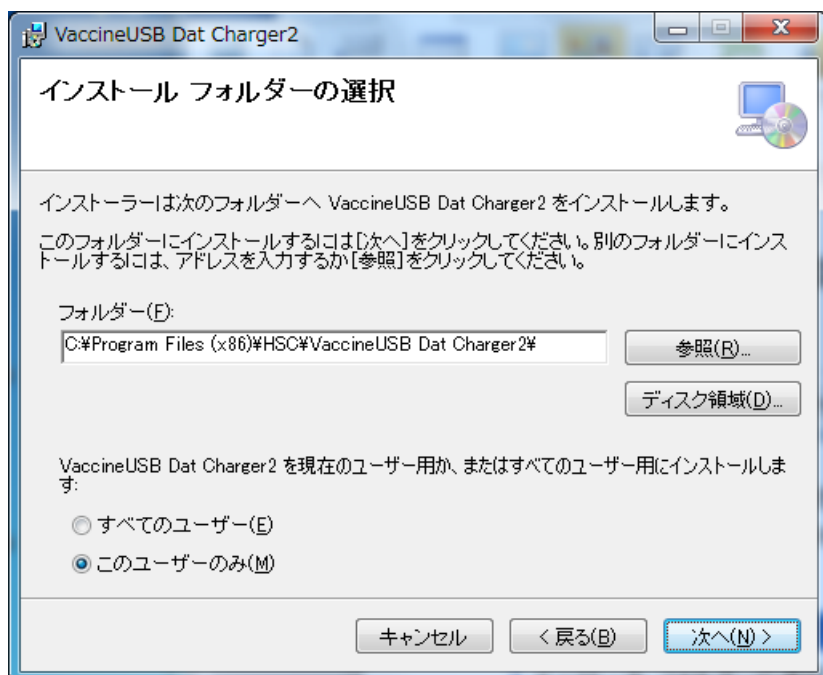 VaccineUSB Dat Charger2
インストール フォルダーの選択
インストーラーは次のフォルダーへ VaccineUSB Dat Charger2 をインストールします。
このフォルダーにインストールするには[次へ]をクリックしてください。別のフォルダーにインス
トールするには、アドレスを入力するか[参照]をクリックしてください。
フォルダー(F):
C:¥Program Files (x86)¥HSC¥VaccineUSB Dat Charger2¥
参照(R)...
ディスク領域(D)...
VaccineUSB Dat Charger2 を現在のユーザー用か、またはすべてのユーザー用にインストールしま
す:
すべてのユーザー(E)
このユーザーのみ(M)
キャンセル
< 戻る(B)
次へ(N) >